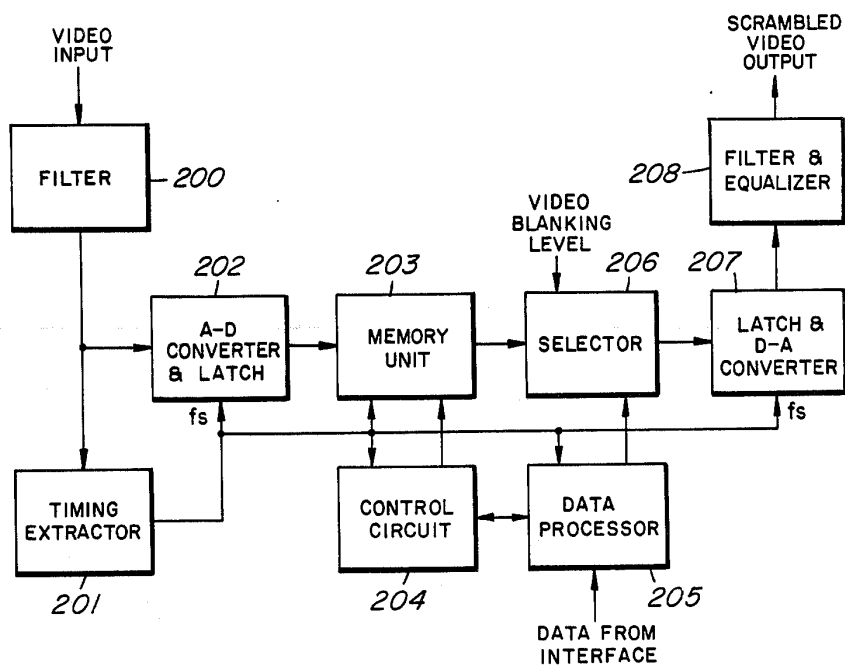 VIDEO
INPUT
SCRAMBLED
VIDEO
OUTPUT
FILTER
200
FILTER &
EQUALIZER
208
VIDEO
BLANKING
LEVEL
202
203
206
207
A-D
CONVERTER
& LATCH
MEMORY
UNIT
SELECTOR
LATCH &
D-A
CONVERTER
fs
fs
TIMING
EXTRACTOR
201
CONTROL
CIRCUIT
204
DATA
PROCESSOR
205
DATA FROM
INTERFACE